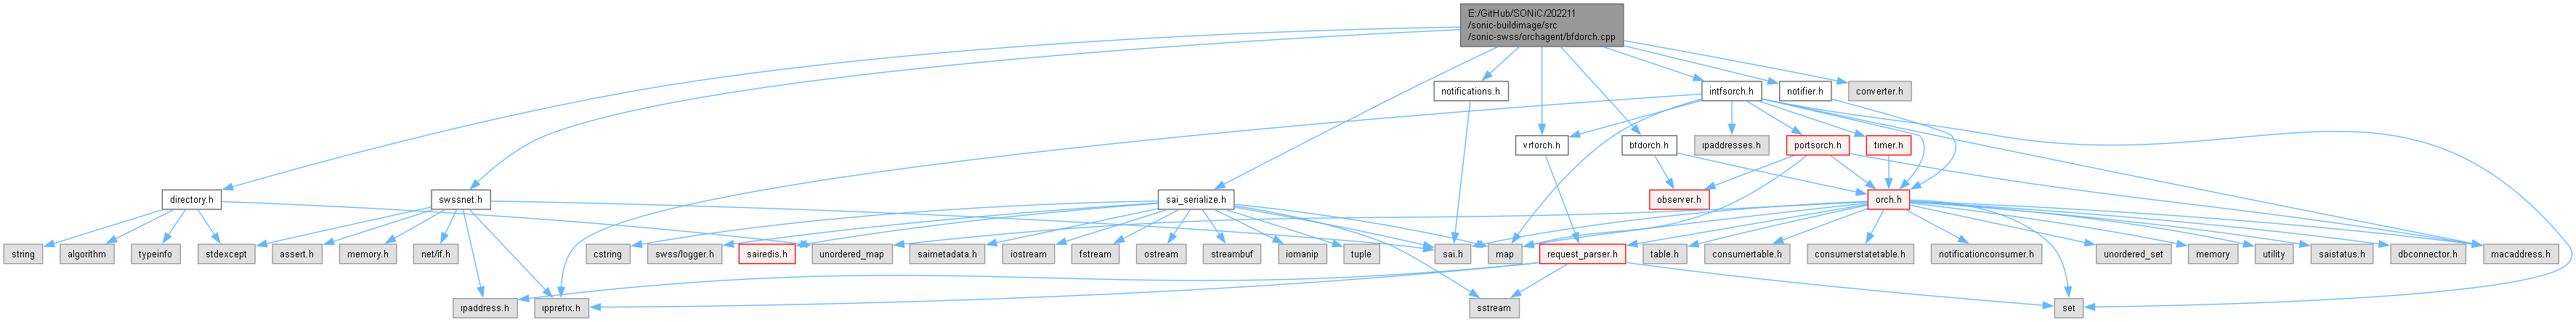 E:/GitHub/SONiC/202211
/sonic-buildimage/src
/sonic-swss/orchagent/bfdorch.cpp
notifications.h
intfsorch.h
notifier.h
converter.h
vrtorch.h
bfdorch.h
ipaddresses.h
portsorch.h
timer.h
directory.h
swssnet.h
sai_serialize.h
observer.h
orch.h
string
algorithm
typeinfo
stdexcept
assert.h
memory.h
net/if.h
cstring
swss/logger.h
sairedis.h
unordered_map
saimetadata.h
iostream
fstream
ostream
streambuf
iomanip
tuple
sai.h
map
request_parser.h
table.h
consumertable.h
consumerstatetable.h
notificationconsumer.h
unordered_set
memory
utility
saistatus.h
dbconnector.h
macaddress.h
ipaddress.h
ipprefix.h
sstream
set